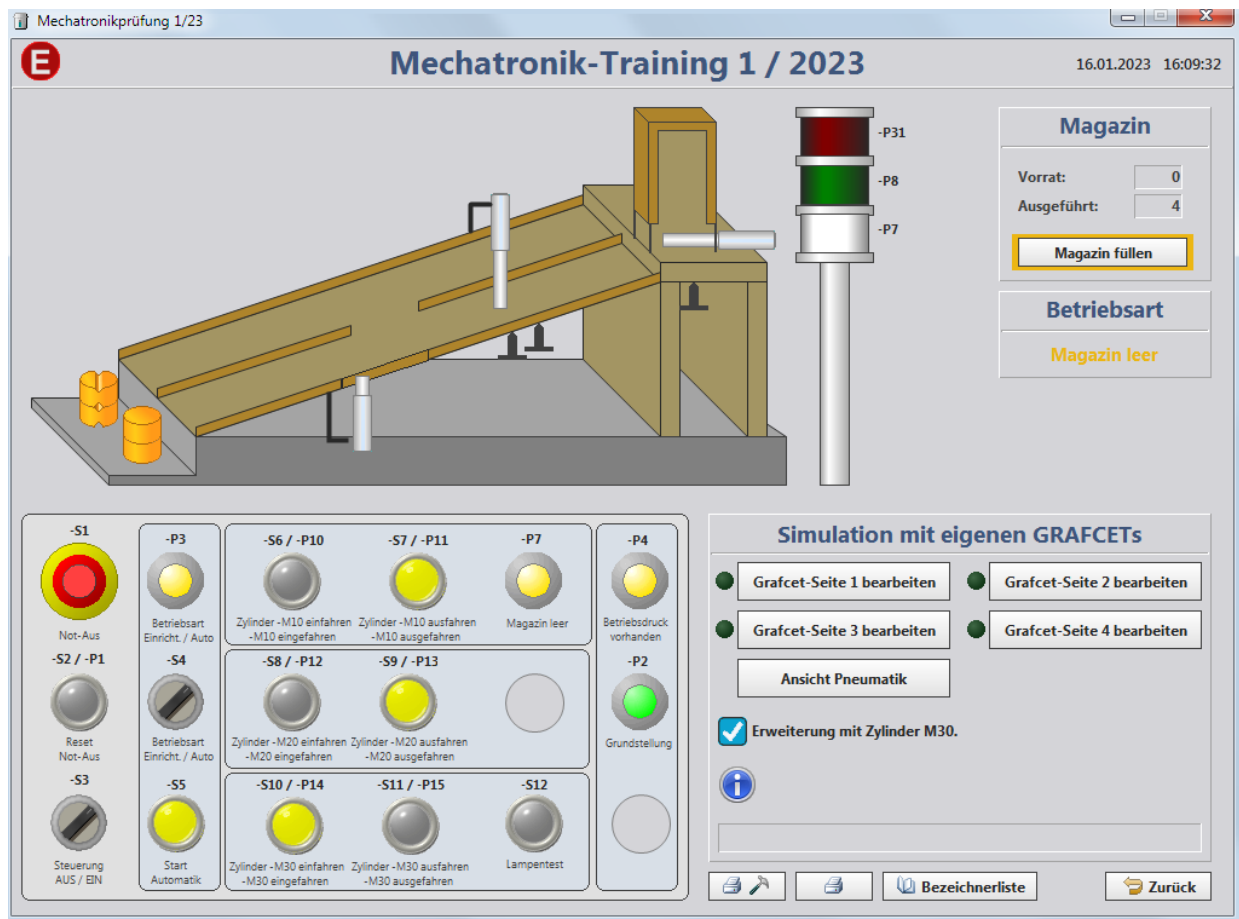 Mechatronikprüfung 1/23
E
Mechatronik-Training 1 / 2023
16.01.2023 16:09:32
-P31
-P8
-P7
Magazin
Vorrat: 0
Ausgeführt: 4
Magazin füllen
Betriebsart
Magazin leer
-S1
Not-Aus
-S2 / -P1
Reset
Not-Aus
-S3
Steuerung
AUS / EIN
-P3
Betriebsart
Einricht. / Auto
-S4
Betriebsart
Einricht. / Auto
-S5
Start
Automatik
-S6 / -P10
Zylinder -M10 einfahren
-M10 eingefahren
-S7 / -P11
Zylinder -M10 ausfahren
-M10 ausgefahren
-P7
Magazin leer
-S8 / -P12
Zylinder -M20 einfahren
-M20 eingefahren
-S9 / -P13
Zylinder -M20 ausfahren
-M20 ausgefahren
-S10 / -P14
Zylinder -M30 einfahren
-M30 eingefahren
-S11 / -P15
Zylinder -M30 ausfahren
-M30 ausgefahren
-S12
Lampentest
-P4
Betriebsdruck
vorhanden
-P2
Grundstellung
Simulation mit eigenen GRAFCETs
Grafcet-Seite 1 bearbeiten
Grafcet-Seite 2 bearbeiten
Grafcet-Seite 3 bearbeiten
Grafcet-Seite 4 bearbeiten
Ansicht Pneumatik
Erweiterung mit Zylinder M30.
Bezeichnerliste
Zurück